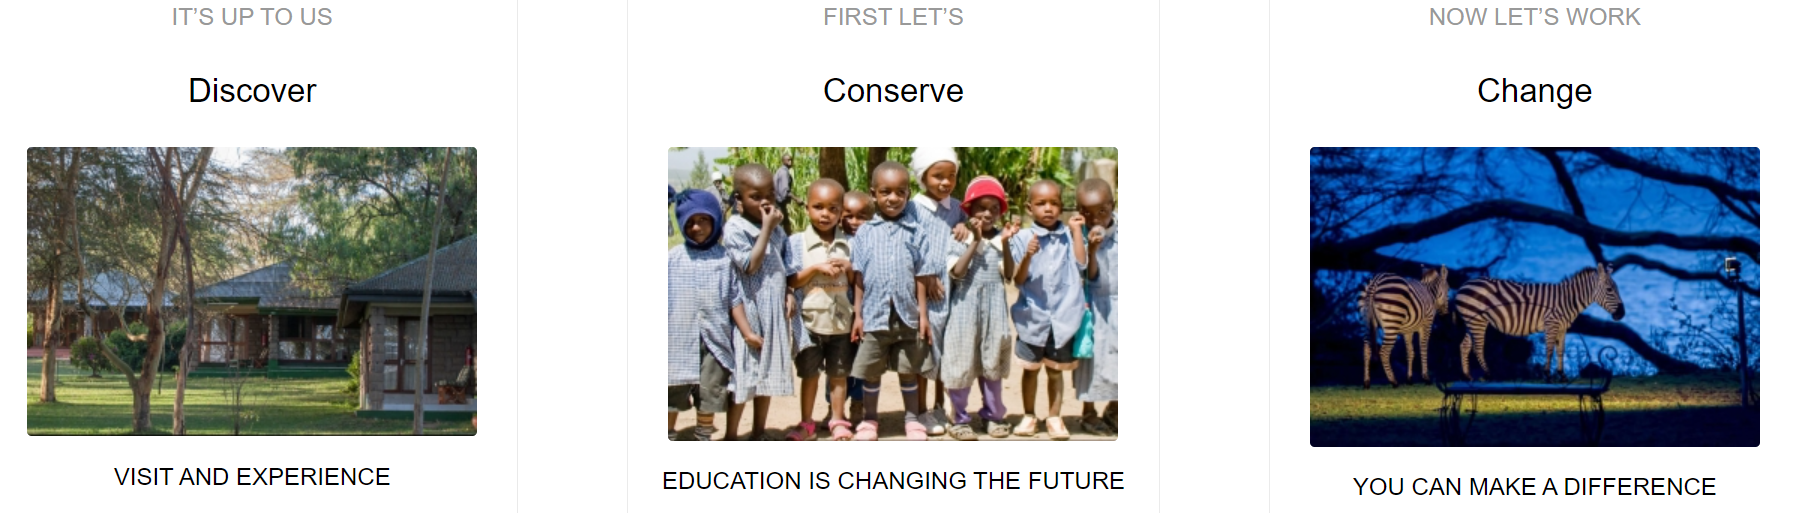 IT’S UP TO US
Discover
VISIT AND EXPERIENCE
FIRST LET’S
Conserve
EDUCATION IS CHANGING THE FUTURE
NOW LET’S WORK
Change
YOU CAN MAKE A DIFFERENCE